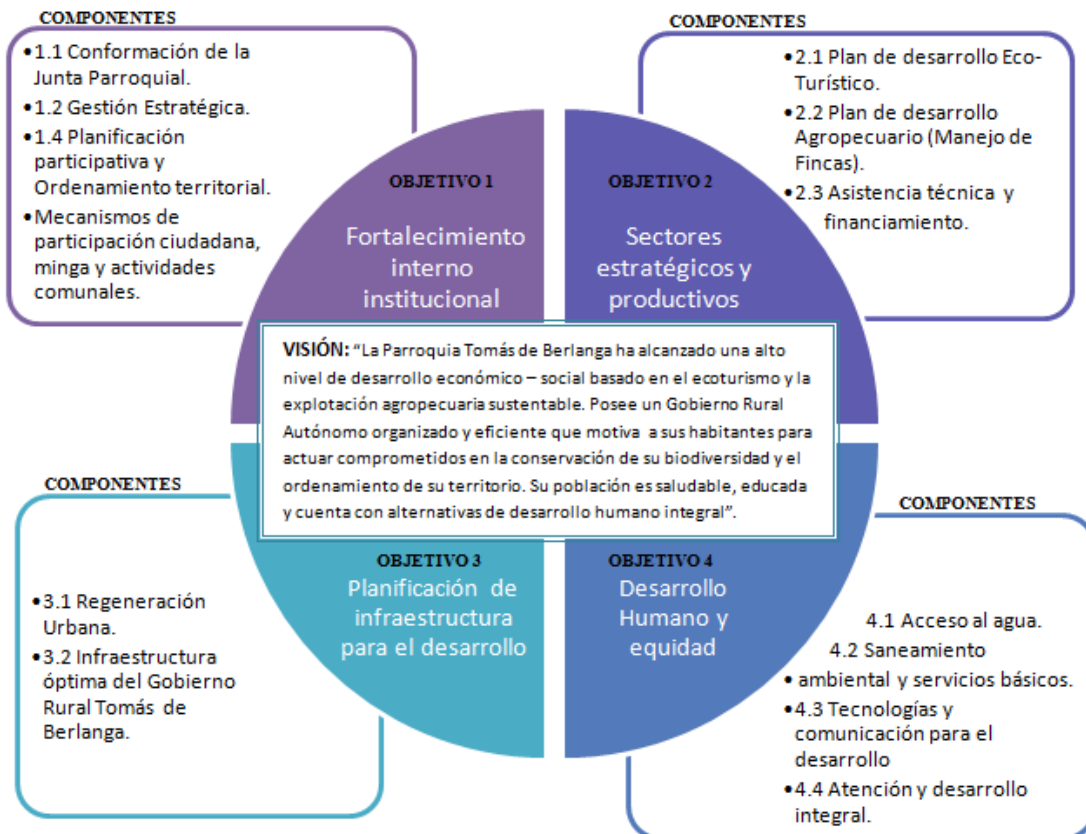 COMPONENTES
•1.1 Conformación de la
Junta Parroquial.
•1.2 Gestión Estratégica.
•1.4 Planificación
participativa y
Ordenamiento territorial.
•Mecanismos de
participación ciudadana,
minga y actividades
comunales.
COMPONENTES
•2.1 Plan de desarrollo Eco-
Turístico.
•2.2 Plan de desarrollo
Agropecuario (Manejo de
Fincas).
•2.3 Asistencia técnica y
financiamiento.
OBJETIVO 1
Fortalecimiento
interno
institucional
OBJETIVO 2
Sectores
estratégicos y
productivos
VISIÓN: “La Parroquia Tomás de Berlanga ha alcanzado una alto
nivel de desarrollo económico – social basado en el ecoturismo y la
explotación agropecuaria sustentable. Posee un Gobierno Rural
Autónomo organizado y eficiente que motiva a sus habitantes para
actuar comprometidos en la conservación de su biodiversidad y el
ordenamiento de su territorio. Su población es saludable, educada
y cuenta con alternativas de desarrollo humano integral”.
OBJETIVO 3
Planificación de
infraestructura
para el desarrollo
OBJETIVO 4
Desarrollo
Humano y
equidad
COMPONENTES
•3.1 Regeneración
Urbana.
•3.2 Infraestructura
óptima del Gobierno
Rural Tomás de
Berlanga.
COMPONENTES
4.1 Acceso al agua.
4.2 Saneamiento
• ambiental y servicios básicos.
•4.3 Tecnologías y
comunicación para el
desarrollo
•4.4 Atención y desarrollo
integral.